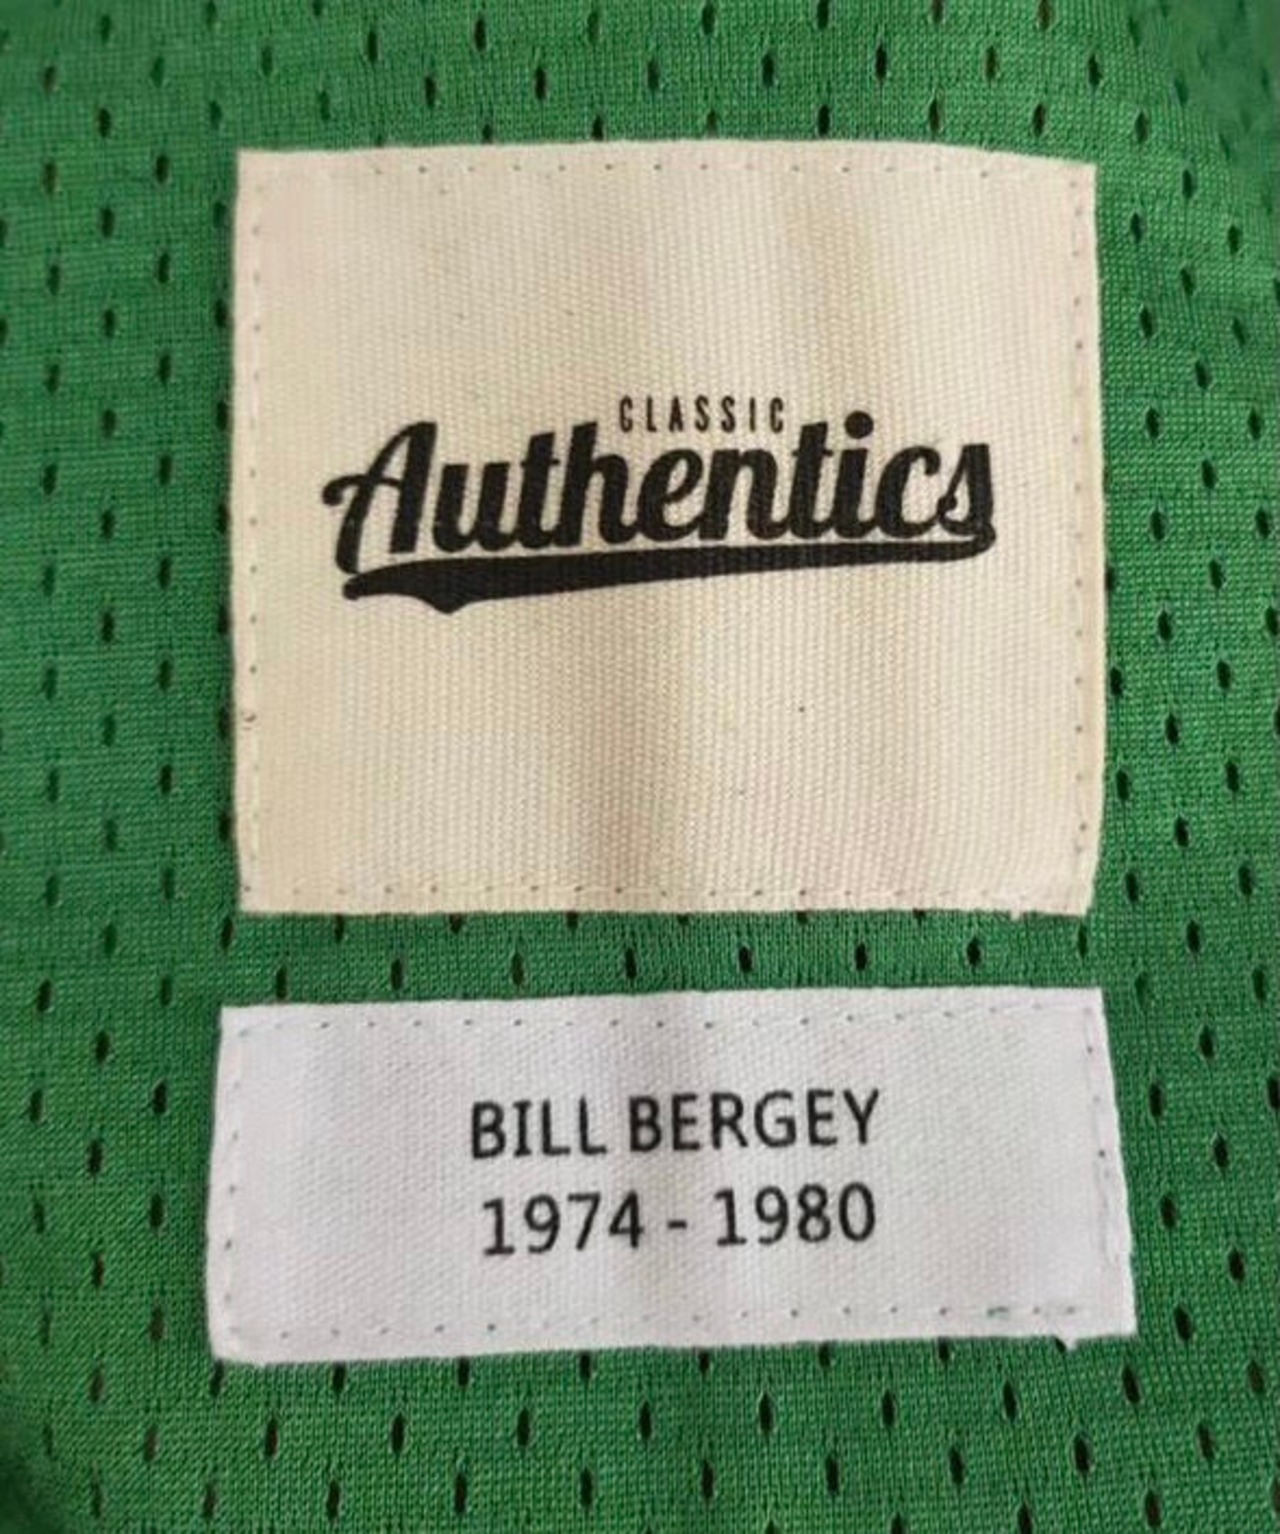 CLASSIC
Authentics
BILL BERGEY
1974 - 1980